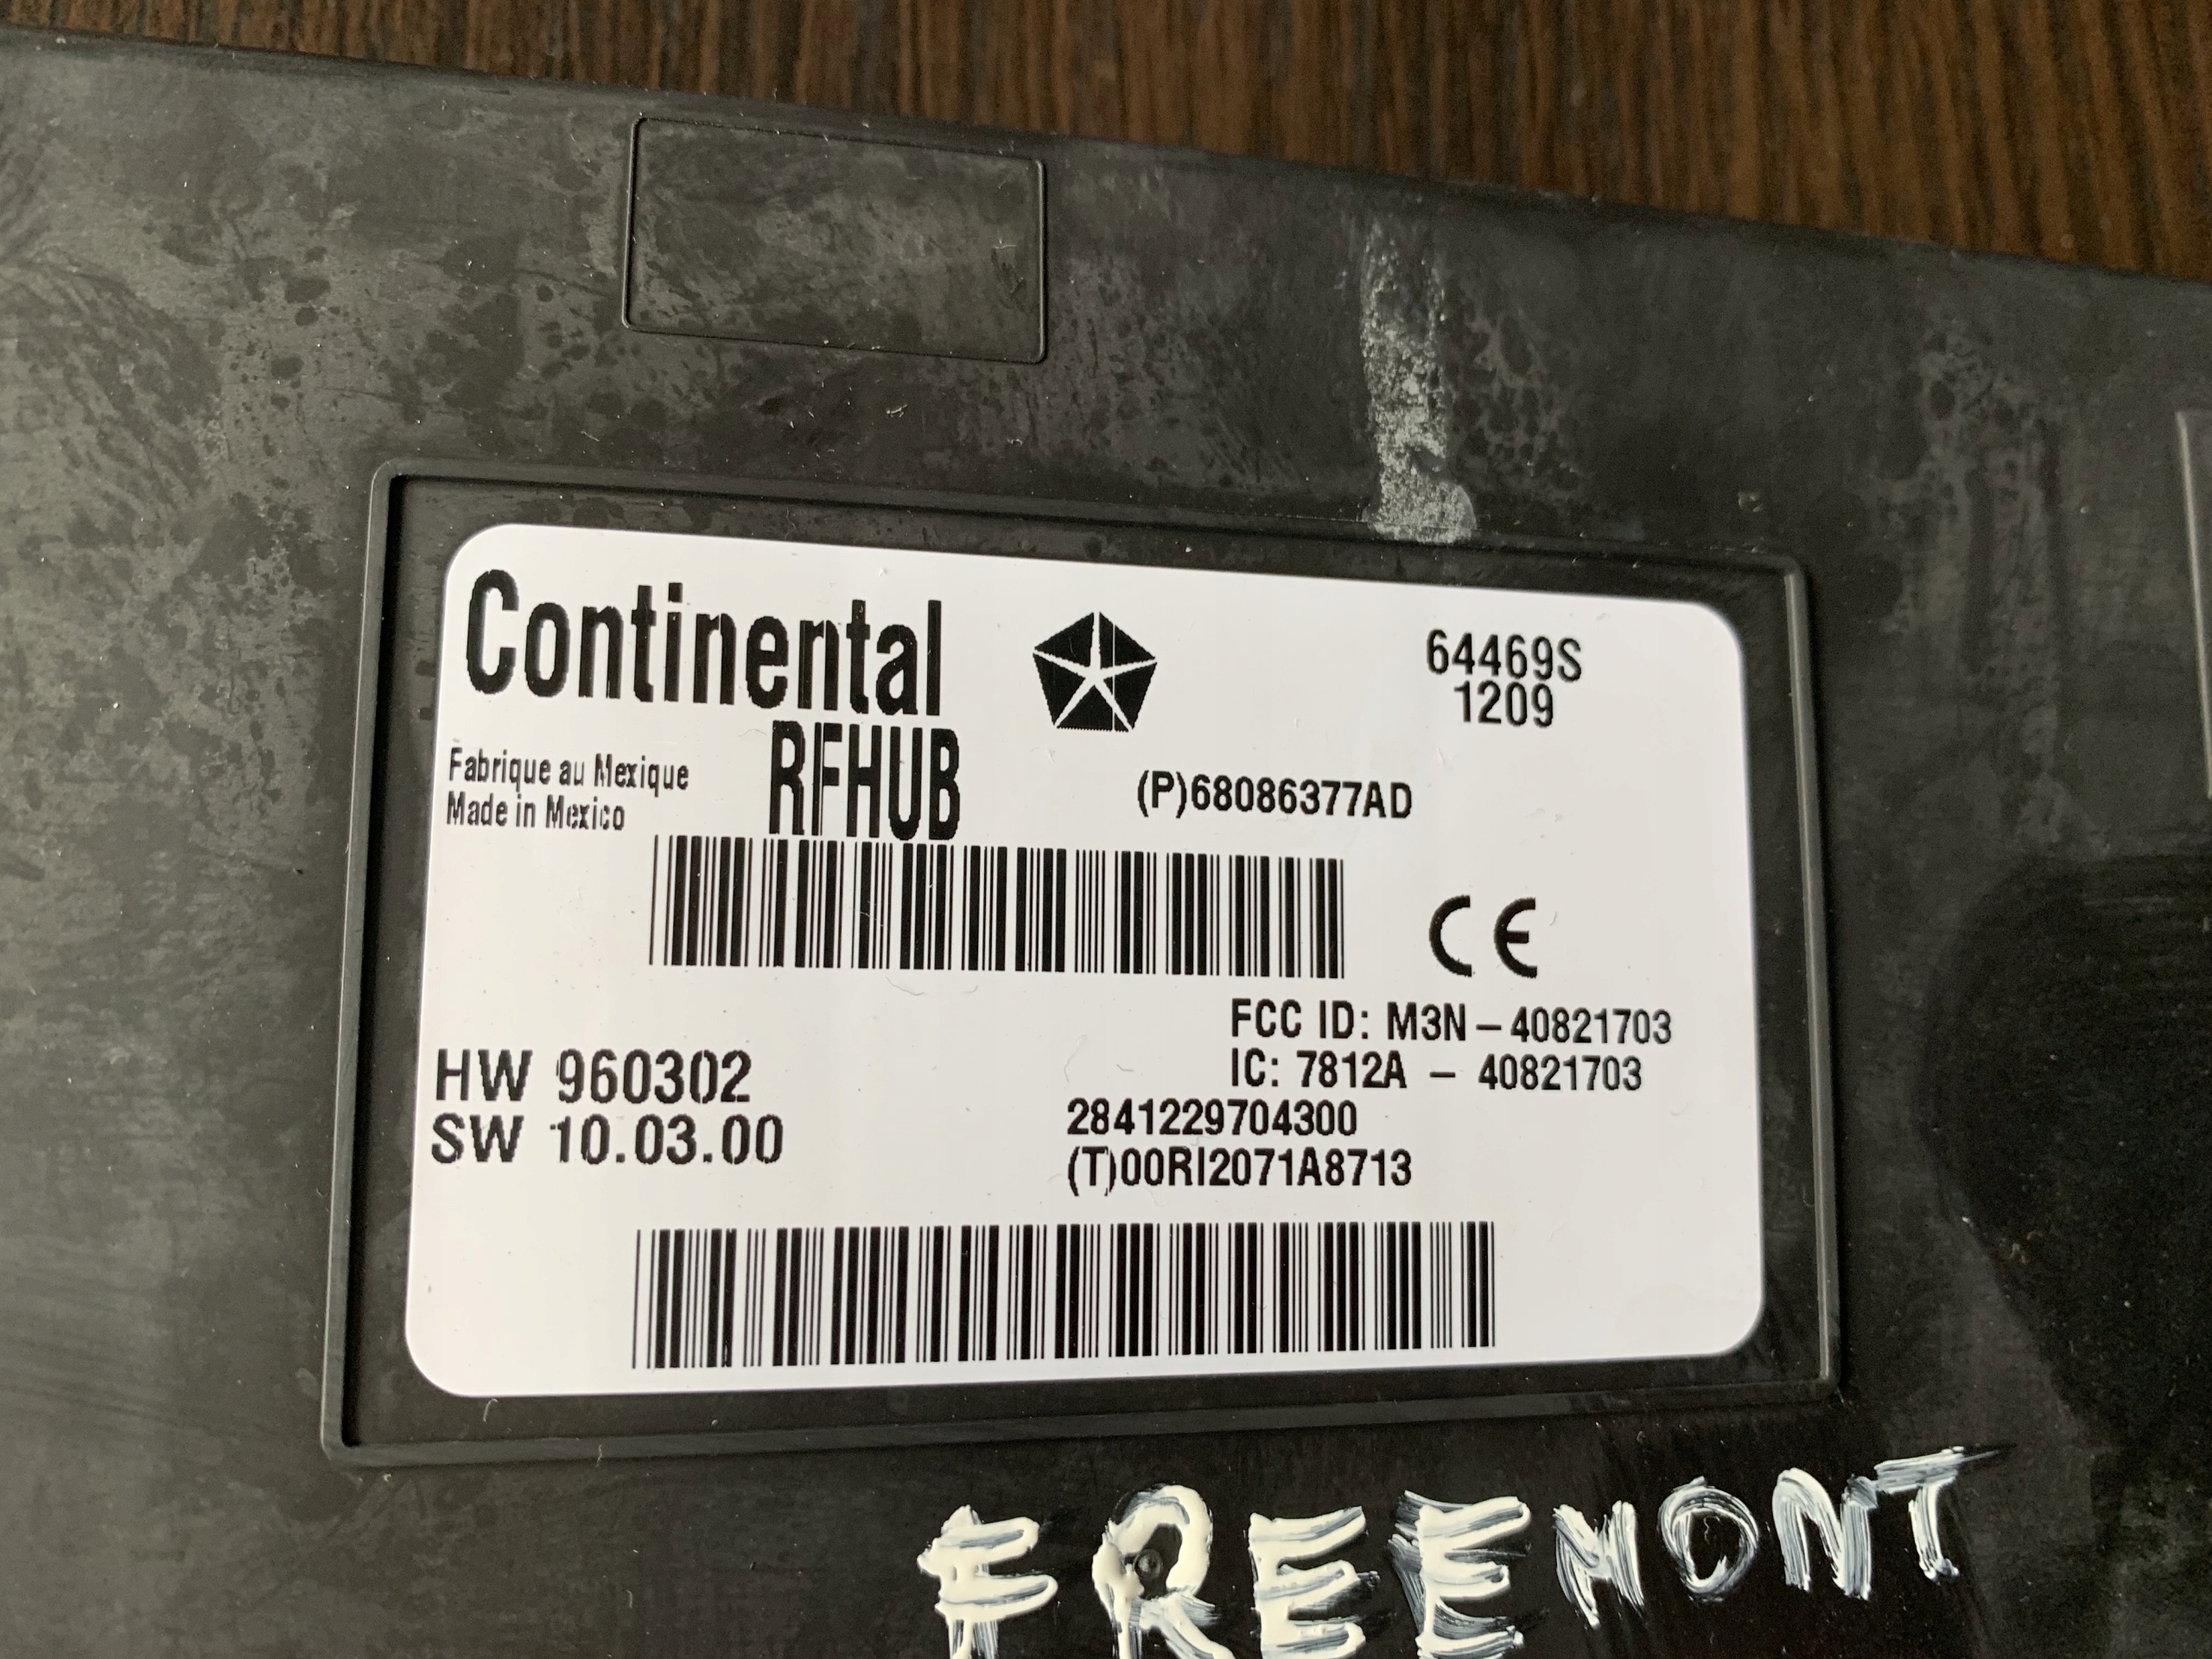 Continental
64469S
1209
RFHUB
Fabrique au Mexique
Made in Mexico
(P)68086377AD
CE
FCC ID: M3N-40821703
IC: 7812A - 40821703
HW 960302
SW 10.03.00
2841229704300
(T)00RI2071A8713
FREEMONT